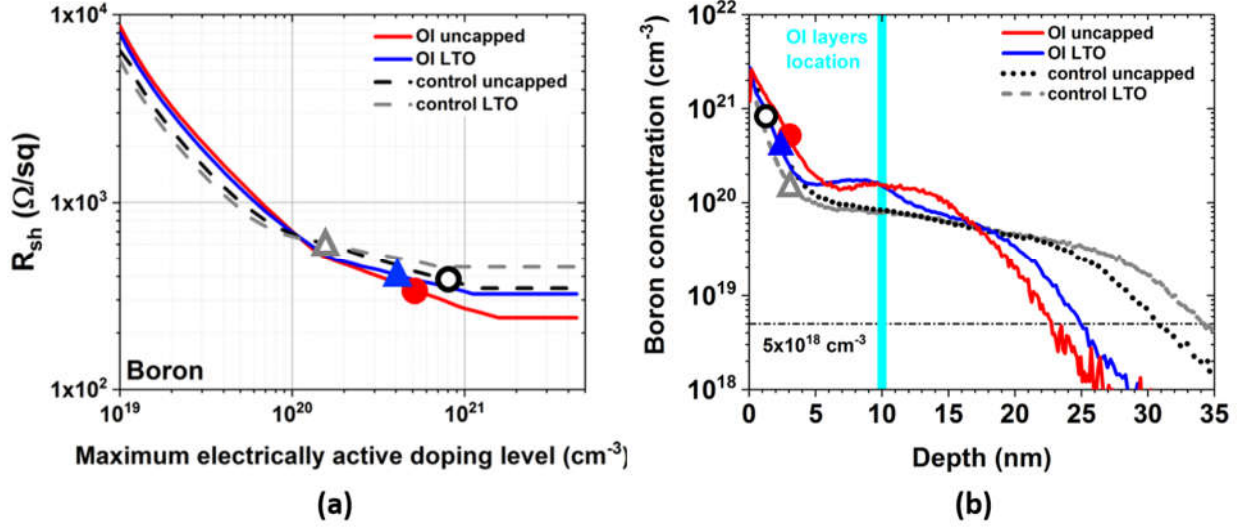 R_sh (Ω/sq)
1x10⁴
1x10³
1x10²
OI uncapped
OI LTO
control uncapped
control LTO
Boron
10¹⁹
10²⁰
10²¹
Maximum electrically active doping level (cm⁻³)
(a)
Boron concentration (cm⁻³)
10²²
10²¹
10²⁰
10¹⁹
10¹⁸
OI layers
location
OI uncapped
OI LTO
control uncapped
control LTO
5x10¹⁸ cm⁻³
0 5 10 15 20 25 30 35
Depth (nm)
(b)